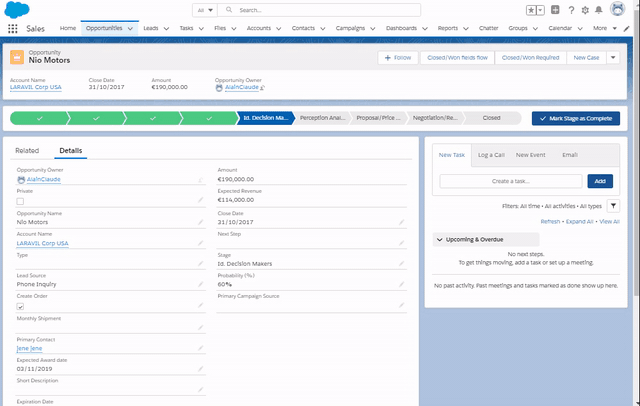 All
Search...
Sales
Home Opportunities Leads Tasks Files Accounts Contacts Campaigns Dashboards Reports Chatter Groups Calendar More
Opportunity
Nio Motors
+ Follow
Closed/Won fields flow
Closed/Won Required
New Case
Account Name Close Date Amount Opportunity Owner
LARAVIL Corp USA 31/10/2017 €190,000.00 AlainClaude
Id. Decision Ma... Perception Anal... Proposal/Price ... Negotiation/Re... Closed
Mark Stage as Complete
Related Details
Opportunity Owner
AlainClaude
Amount
€190,000.00
Private
Expected Revenue
€114,000.00
Opportunity Name
Nio Motors
Close Date
31/10/2017
Account Name
LARAVIL Corp USA
Next Step
Type
Stage
Id. Decision Makers
Lead Source
Phone Inquiry
Probability (%)
60%
Create Order
Primary Campaign Source
Monthly Shipment
Primary Contact
Jene Jene
Expected Award date
03/11/2019
Short Description
Expiration Date
New Task Log a Call New Event Email
Create a task...
Add
Filters: All time • All activities • All types
Refresh • Expand All • View All
Upcoming & Overdue
No next steps.
To get things moving, add a task or set up a meeting.
No past activity. Past meetings and tasks marked as done show up here.